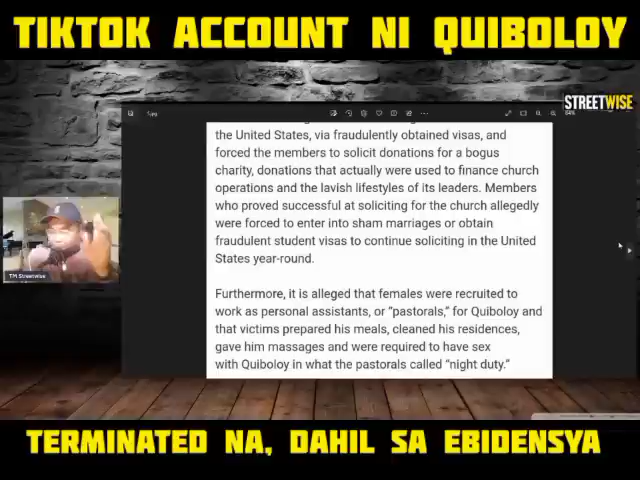 TIKTOK ACCOUNT NI QUIBOLOY
STREETWISE
the United States, via fraudulently obtained visas, and
forced the members to solicit donations for a bogus
charity, donations that actually were used to finance church
operations and the lavish lifestyles of its leaders. Members
who proved successful at soliciting for the church allegedly
were forced to enter into sham marriages or obtain
fraudulent student visas to continue soliciting in the United
States year-round.
Furthermore, it is alleged that females were recruited to
work as personal assistants, or "pastorals," for Quiboloy and
that victims prepared his meals, cleaned his residences,
gave him massages and were required to have sex
with Quiboloy in what the pastorals called "night duty."
TM Streetwise
TERMINATED NA, DAHIL SA EBIDENSYA